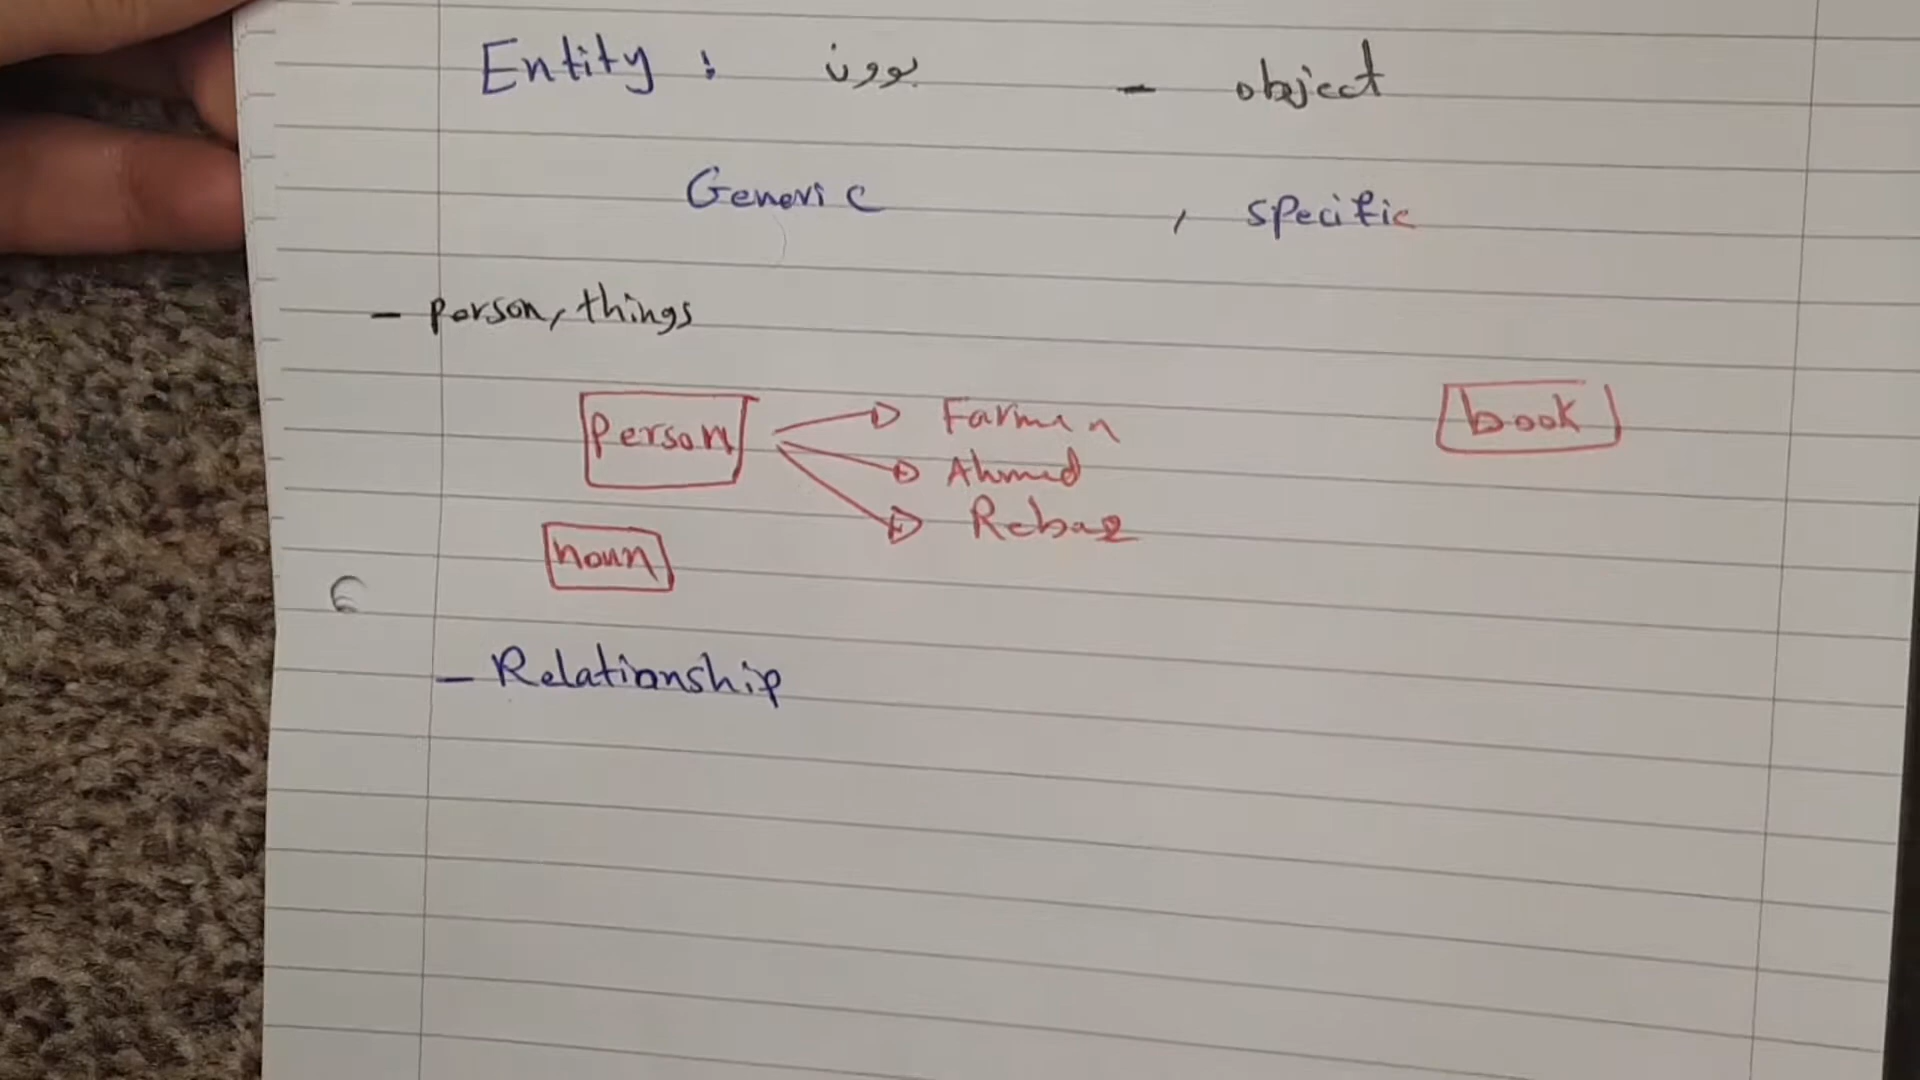 Entity : بوون - object
Generic , specific
- person, things
person Farman book
Ahmed
Rebaz
noun
- Relationship